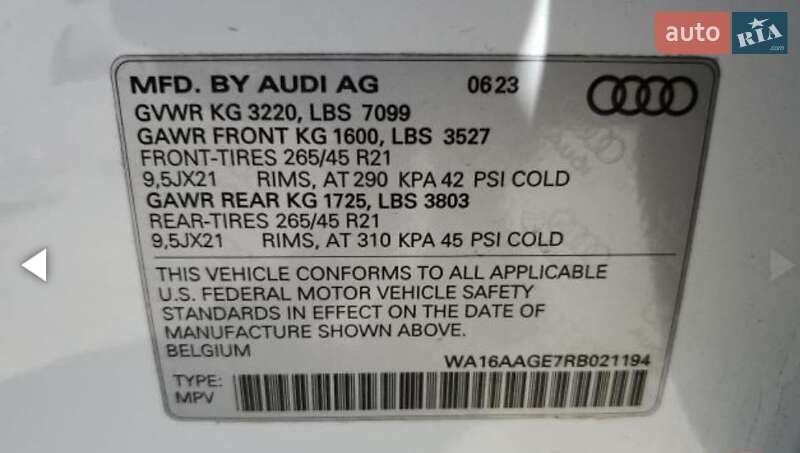 auto RIA
.com
MFD. BY AUDI AG 0623
GVWR KG 3220, LBS 7099
GAWR FRONT KG 1600, LBS 3527
FRONT-TIRES 265/45 R21
9,5JX21 RIMS, AT 290 KPA 42 PSI COLD
GAWR REAR KG 1725, LBS 3803
REAR-TIRES 265/45 R21
9,5JX21 RIMS, AT 310 KPA 45 PSI COLD
THIS VEHICLE CONFORMS TO ALL APPLICABLE
U.S. FEDERAL MOTOR VEHICLE SAFETY
STANDARDS IN EFFECT ON THE DATE OF
MANUFACTURE SHOWN ABOVE.
BELGIUM WA16AAGE7RB021194
TYPE:
MPV